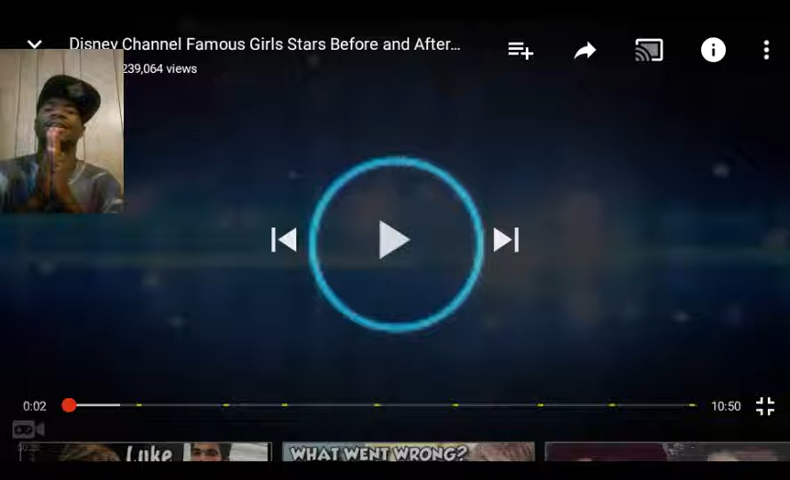 Disney Channel Famous Girls Stars Before and After...
239,064 views
0:02
10:50
Luke
WHAT WENT WRONG?